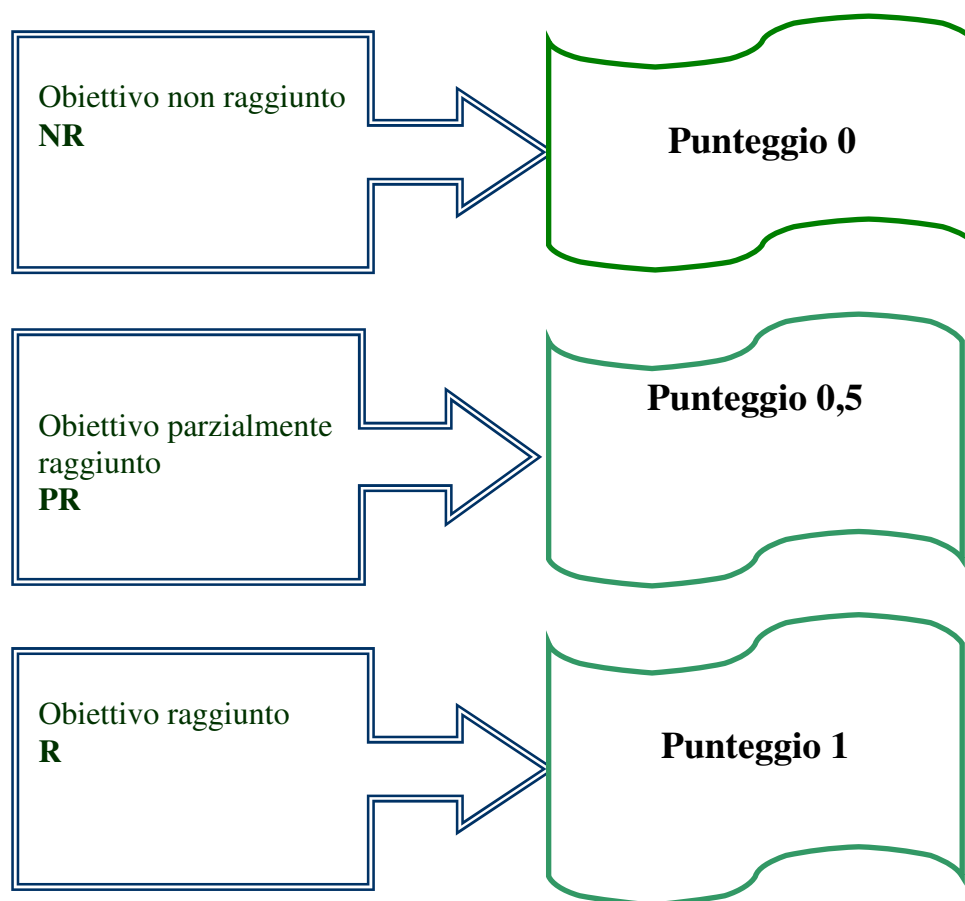 Obiettivo non raggiunto
NR
Punteggio 0
Obiettivo parzialmente
raggiunto
PR
Punteggio 0,5
Obiettivo raggiunto
R
Punteggio 1